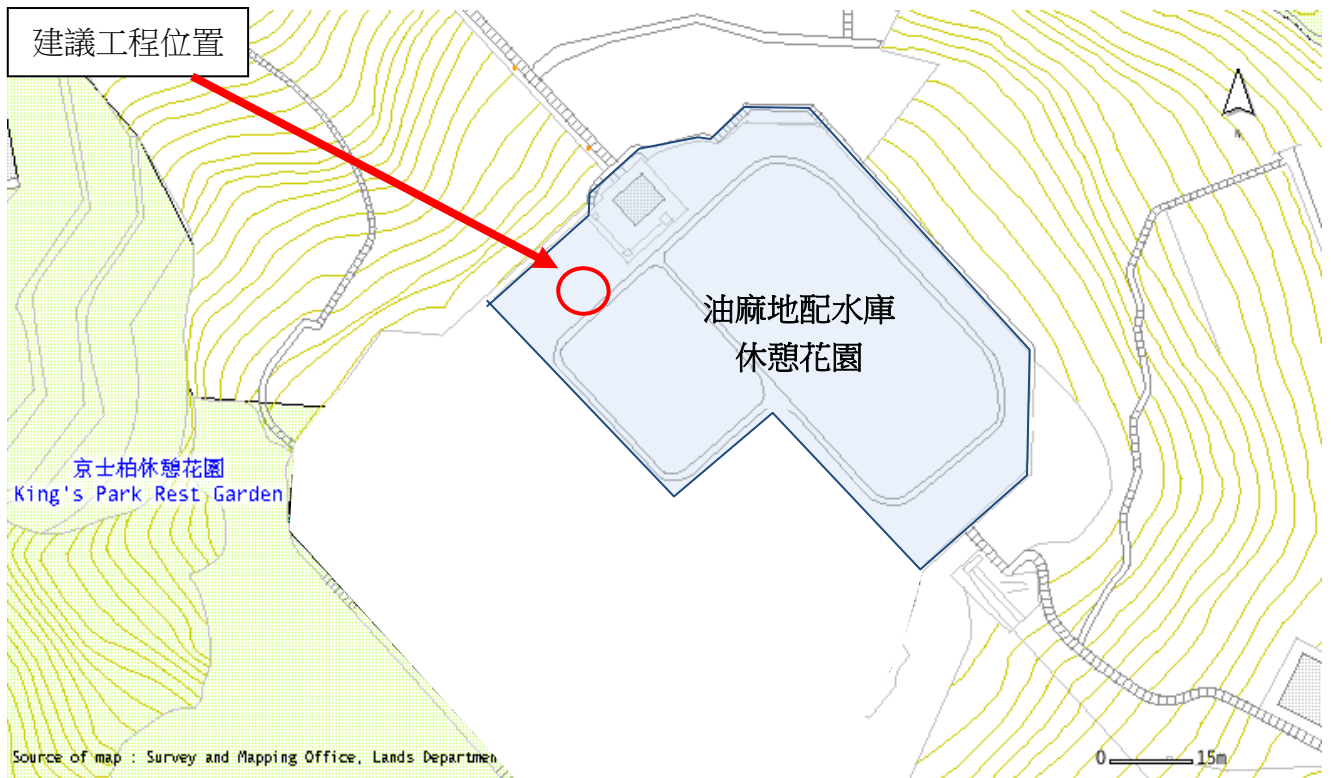 建議工程位置
N
油麻地配水庫
休憩花園
京士柏休憩花園
King's Park Rest Garden
Source of map : Survey and Mapping Office, Lands Departmen
0 15m